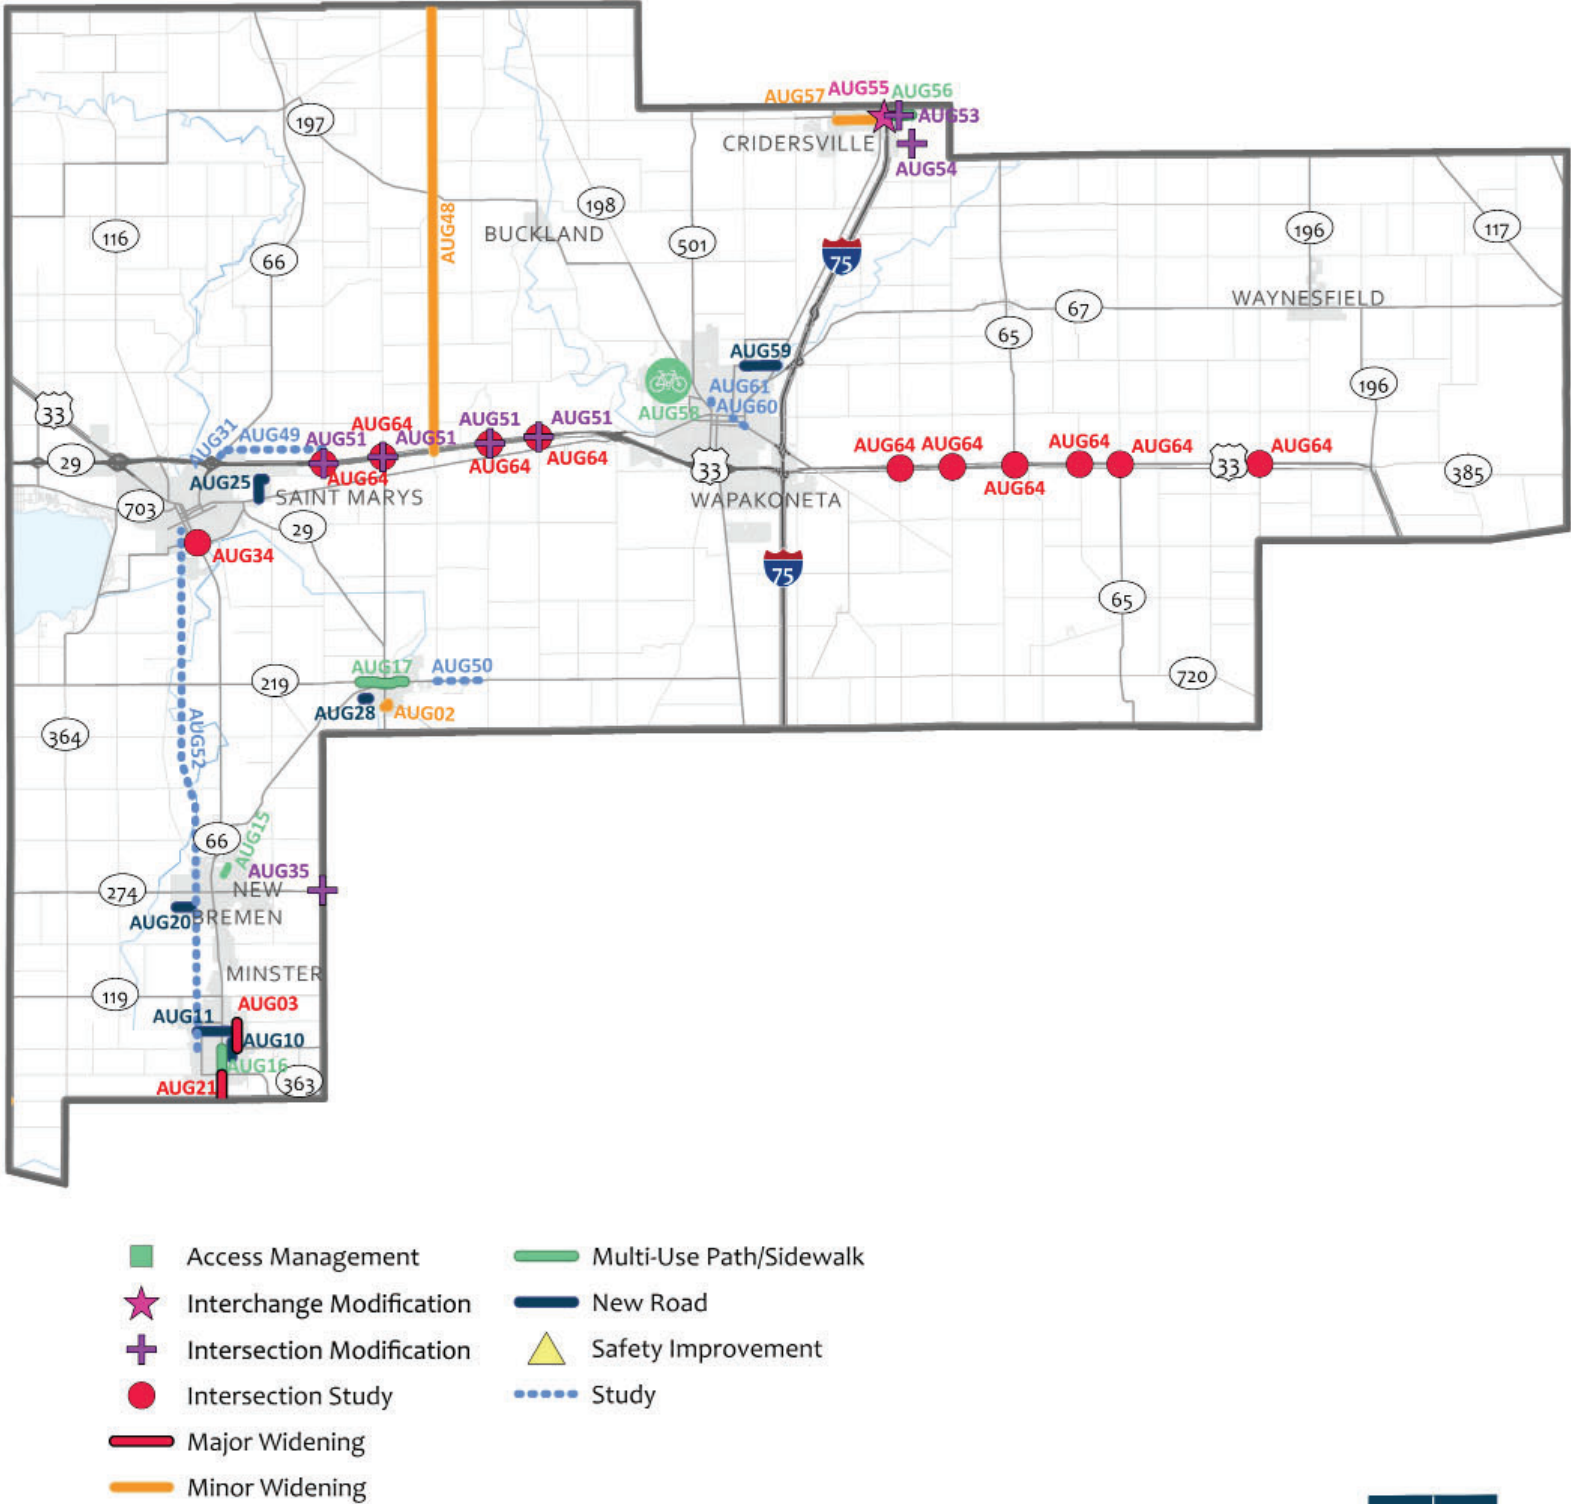 AUG57
AUG55
AUG56
AUG53
197
CRIDERSVILLE
AUG54
198
116
AUG48
BUCKLAND
501
196
117
66
75
WAYNESFIELD
67
65
AUG59
196
AUG61
33
AUG58
AUG60
AUG31
AUG49
AUG51
AUG64
AUG51
AUG51
AUG51
29
AUG64
AUG64
AUG64
AUG64
AUG64
AUG64
AUG64
AUG64
AUG64
33
33
385
AUG25
SAINT MARYS
WAPAKONETA
703
29
AUG34
75
65
AUG17
AUG50
219
720
AUG28
AUG02
364
AUG52
66
AUG15
AUG35
274
NEW
BREMEN
AUG20
MINSTER
119
AUG03
AUG11
AUG10
AUG16
AUG21
363
Access Management
Interchange Modification
Intersection Modification
Intersection Study
Major Widening
Minor Widening
Multi-Use Path/Sidewalk
New Road
Safety Improvement
Study